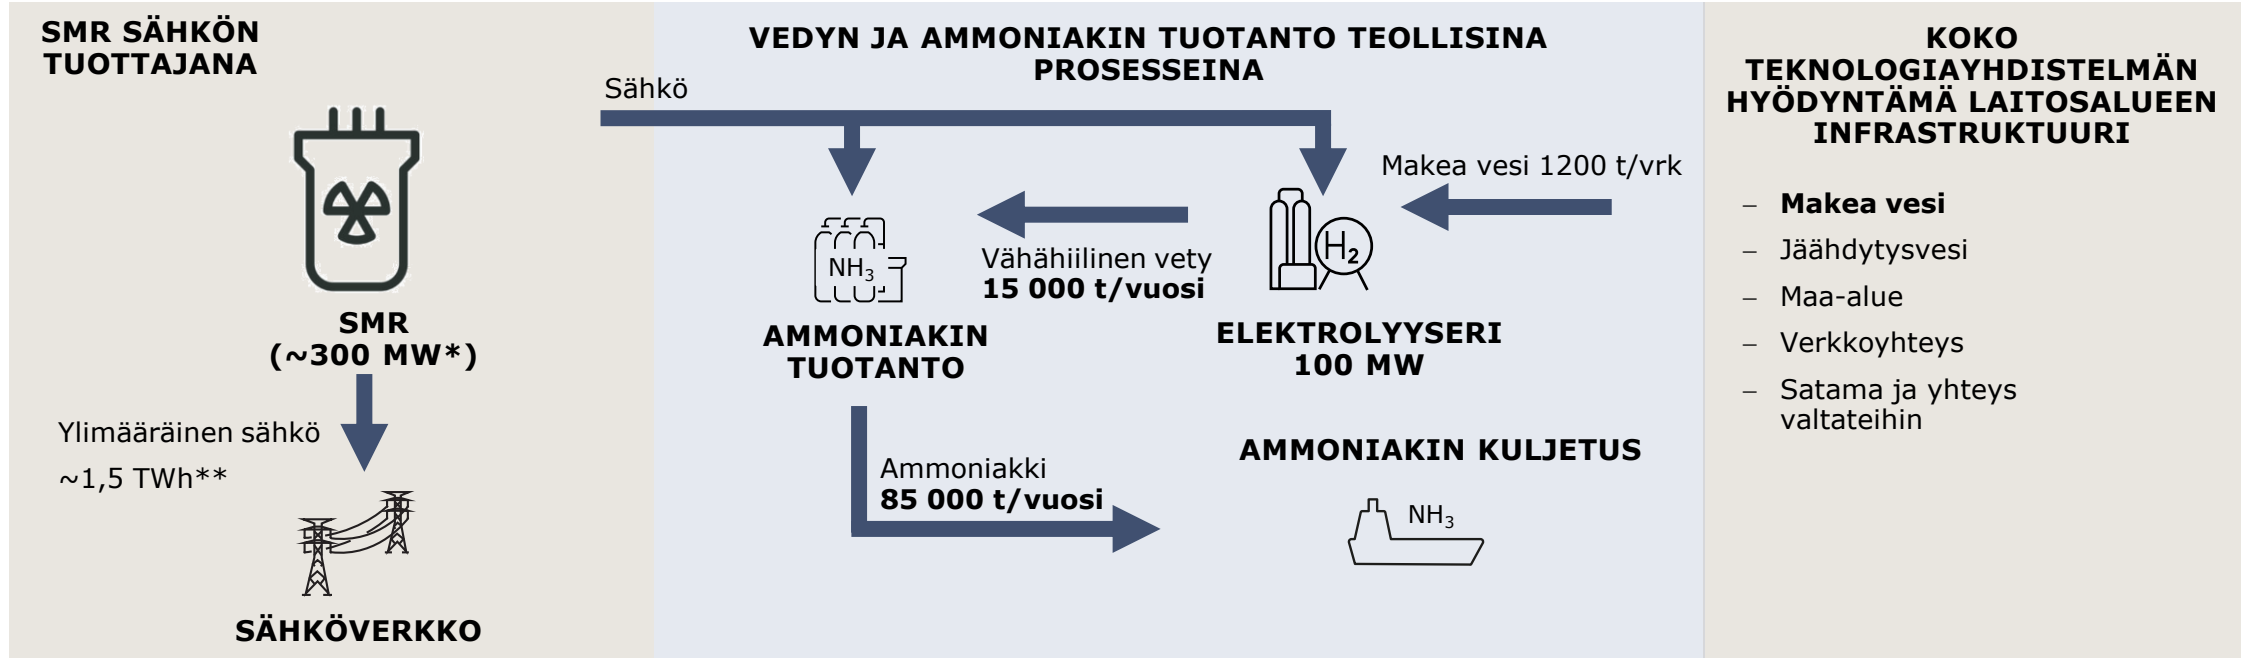 SMR SÄHKÖN
TUOTTAJANA
SMR
(~300 MW*)
Ylimääräinen sähkö
~1,5 TWh**
SÄHKÖVERKKO
VEDYN JA AMMONIAKIN TUOTANTO TEOLLISINA
PROSESSEINA
Sähkö
Makea vesi 1200 t/vrk
NH₃
H₂
Vähähiilinen vety
15 000 t/vuosi
AMMONIAKIN
TUOTANTO
ELEKTROLYYSERI
100 MW
Ammoniakki
85 000 t/vuosi
AMMONIAKIN KULJETUS
NH₃
KOKO
TEKNOLOGIAYHDISTELMÄN
HYÖDYNTÄMÄ LAITOSALUEEN
INFRASTRUKTUURI
– Makea vesi
– Jäähdytysvesi
– Maa-alue
– Verkkoyhteys
– Satama ja yhteys
valtateihin